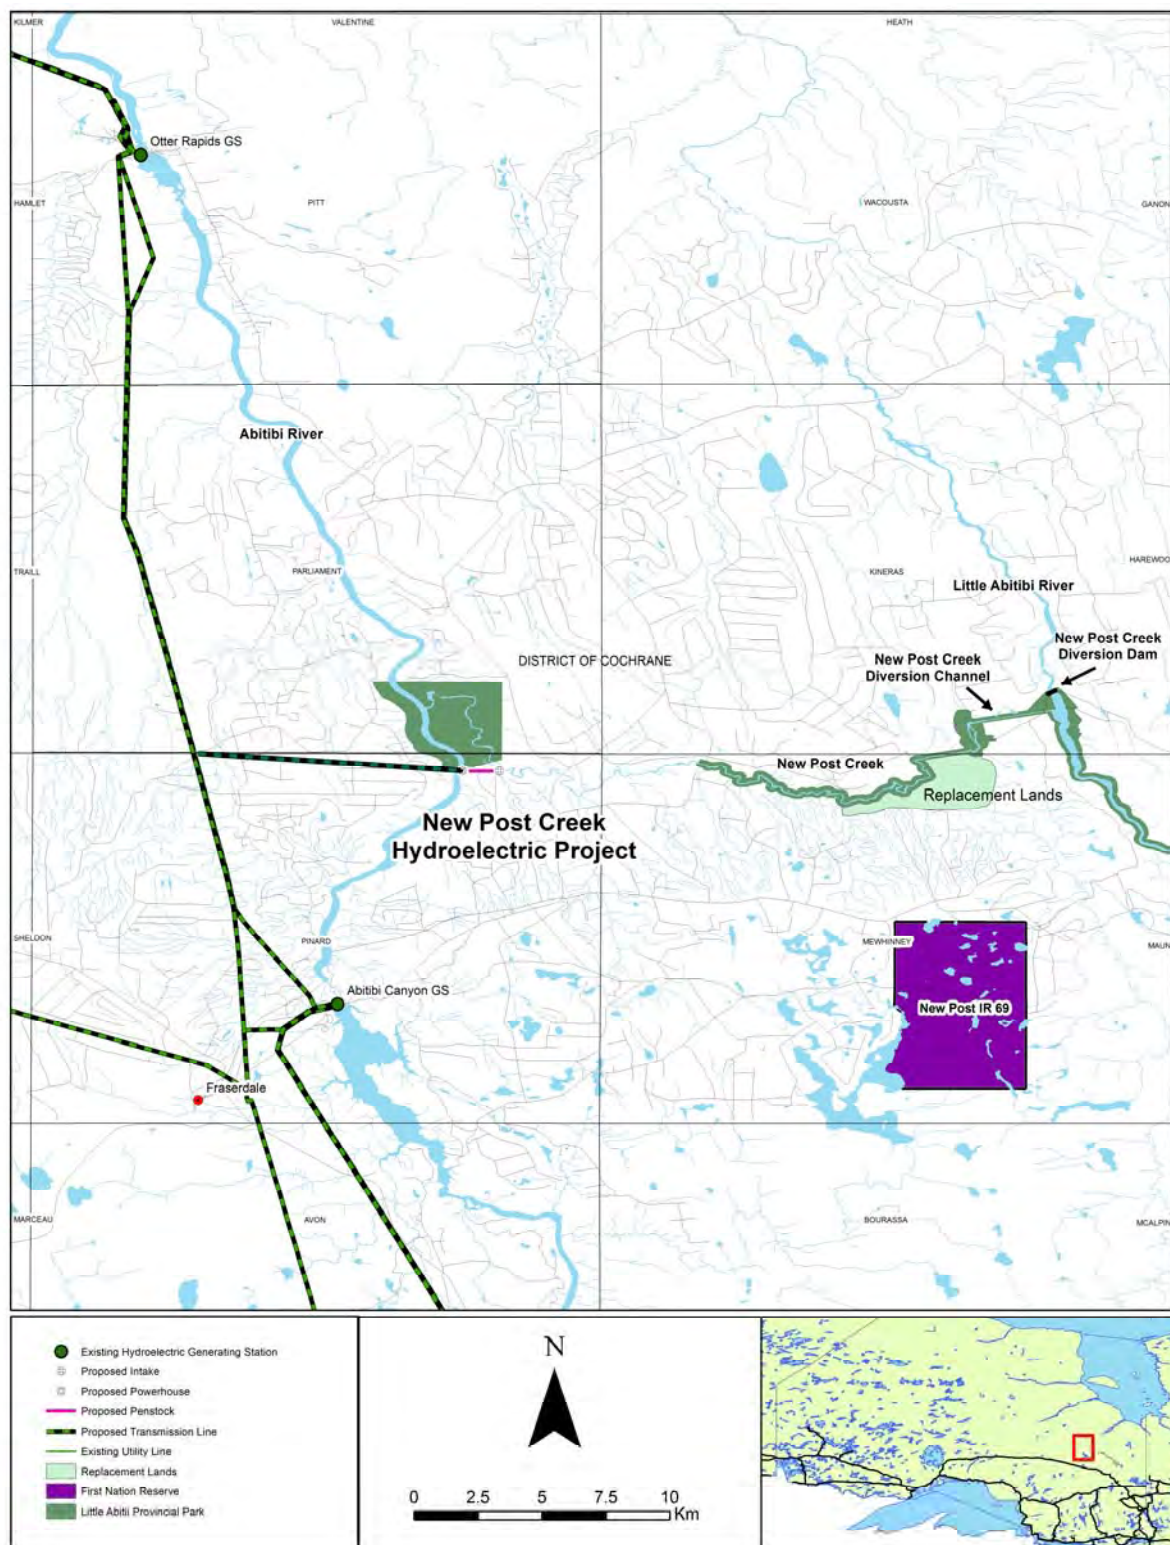 KILMER
VALENTINE
HEATH
Otter Rapids GS
HAMLET
PITT
WACOUSTA
GANON
Abitibi River
TRAILL
PARLIAMENT
KINERAS
HAREWOO
Little Abitibi River
New Post Creek
Diversion Dam
New Post Creek
Diversion Channel
DISTRICT OF COCHRANE
New Post Creek
Replacement Lands
New Post Creek
Hydroelectric Project
SHELDON
PINARD
MEWHINNEY
MAUN
Abitibi Canyon GS
New Post IR 69
Fraserdale
MARCEAU
AVON
BOURASSA
MCALPIN
Existing Hydroelectric Generating Station
Proposed Intake
Proposed Powerhouse
Proposed Penstock
Proposed Transmission Line
Existing Utility Line
Replacement Lands
First Nation Reserve
Little Abitii Provincial Park
N
0 2.5 5 7.5 10
Km